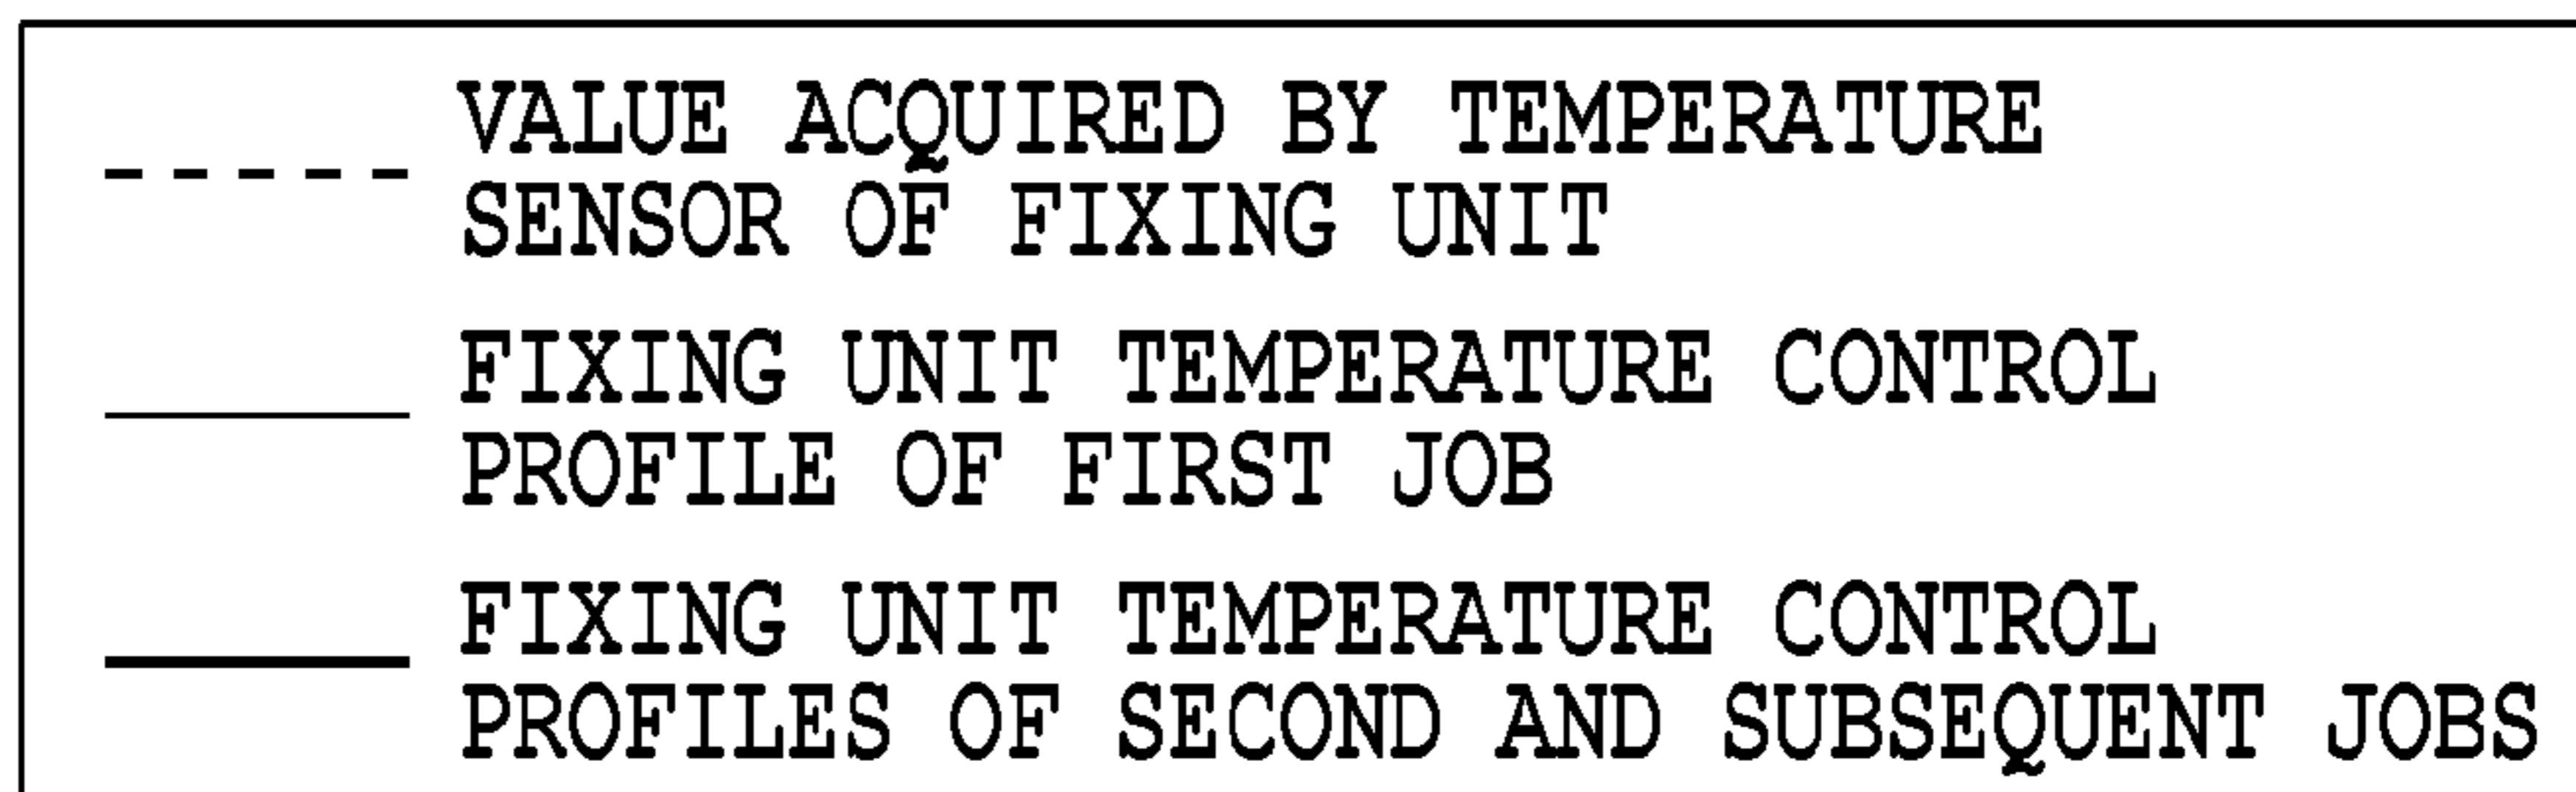 VALUE ACQUIRED BY TEMPERATURE
SENSOR OF FIXING UNIT
FIXING UNIT TEMPERATURE CONTROL
PROFILE OF FIRST JOB
FIXING UNIT TEMPERATURE CONTROL
PROFILES OF SECOND AND SUBSEQUENT JOBS